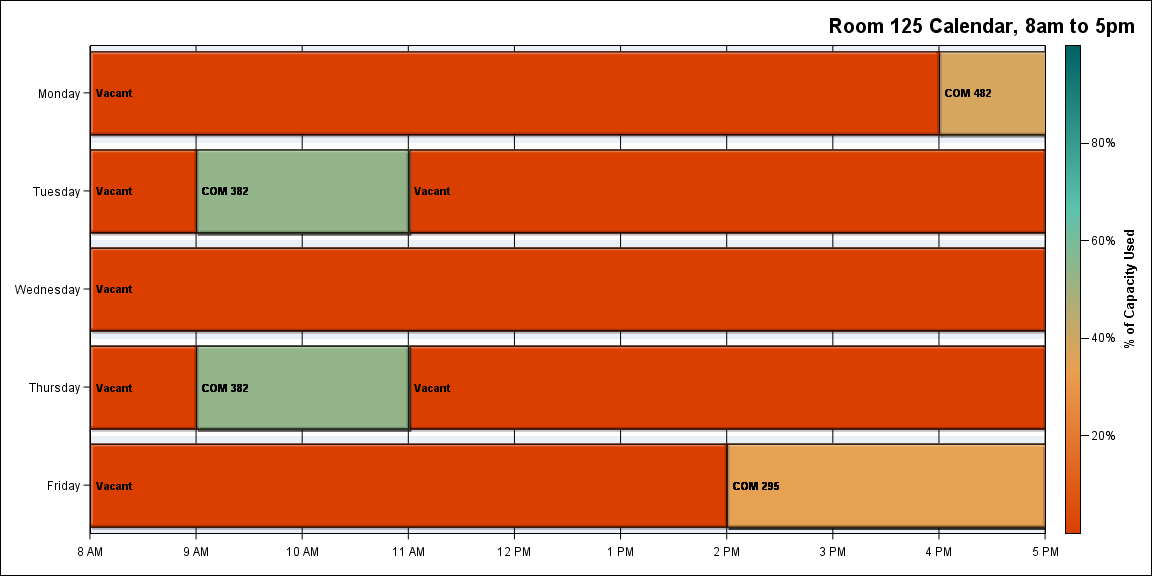 Room 125 Calendar, 8am to 5pm
Monday
Vacant
COM 482
80%
Tuesday
Vacant
COM 382
Vacant
60%
Wednesday
Vacant
% of Capacity Used
40%
Thursday
Vacant
COM 382
Vacant
20%
Friday
Vacant
COM 295
8 AM 9 AM 10 AM 11 AM 12 PM 1 PM 2 PM 3 PM 4 PM 5 PM